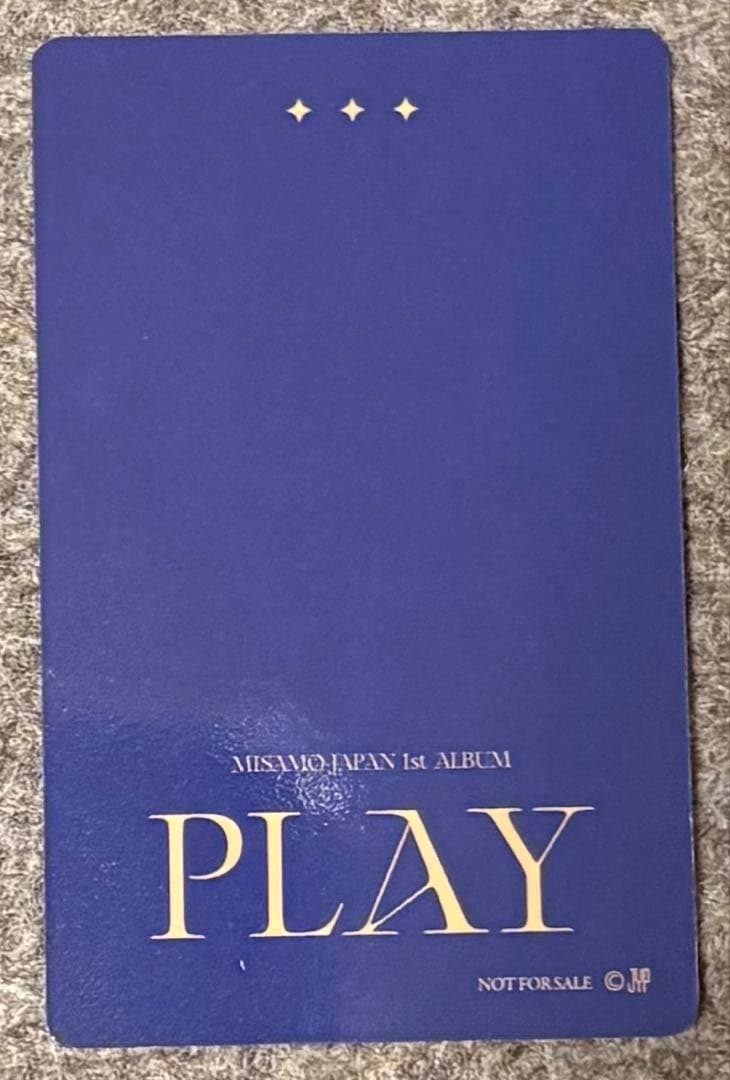 MISAMO JAPAN 1st ALBUM
PLAY
NOT FOR SALE © JYP